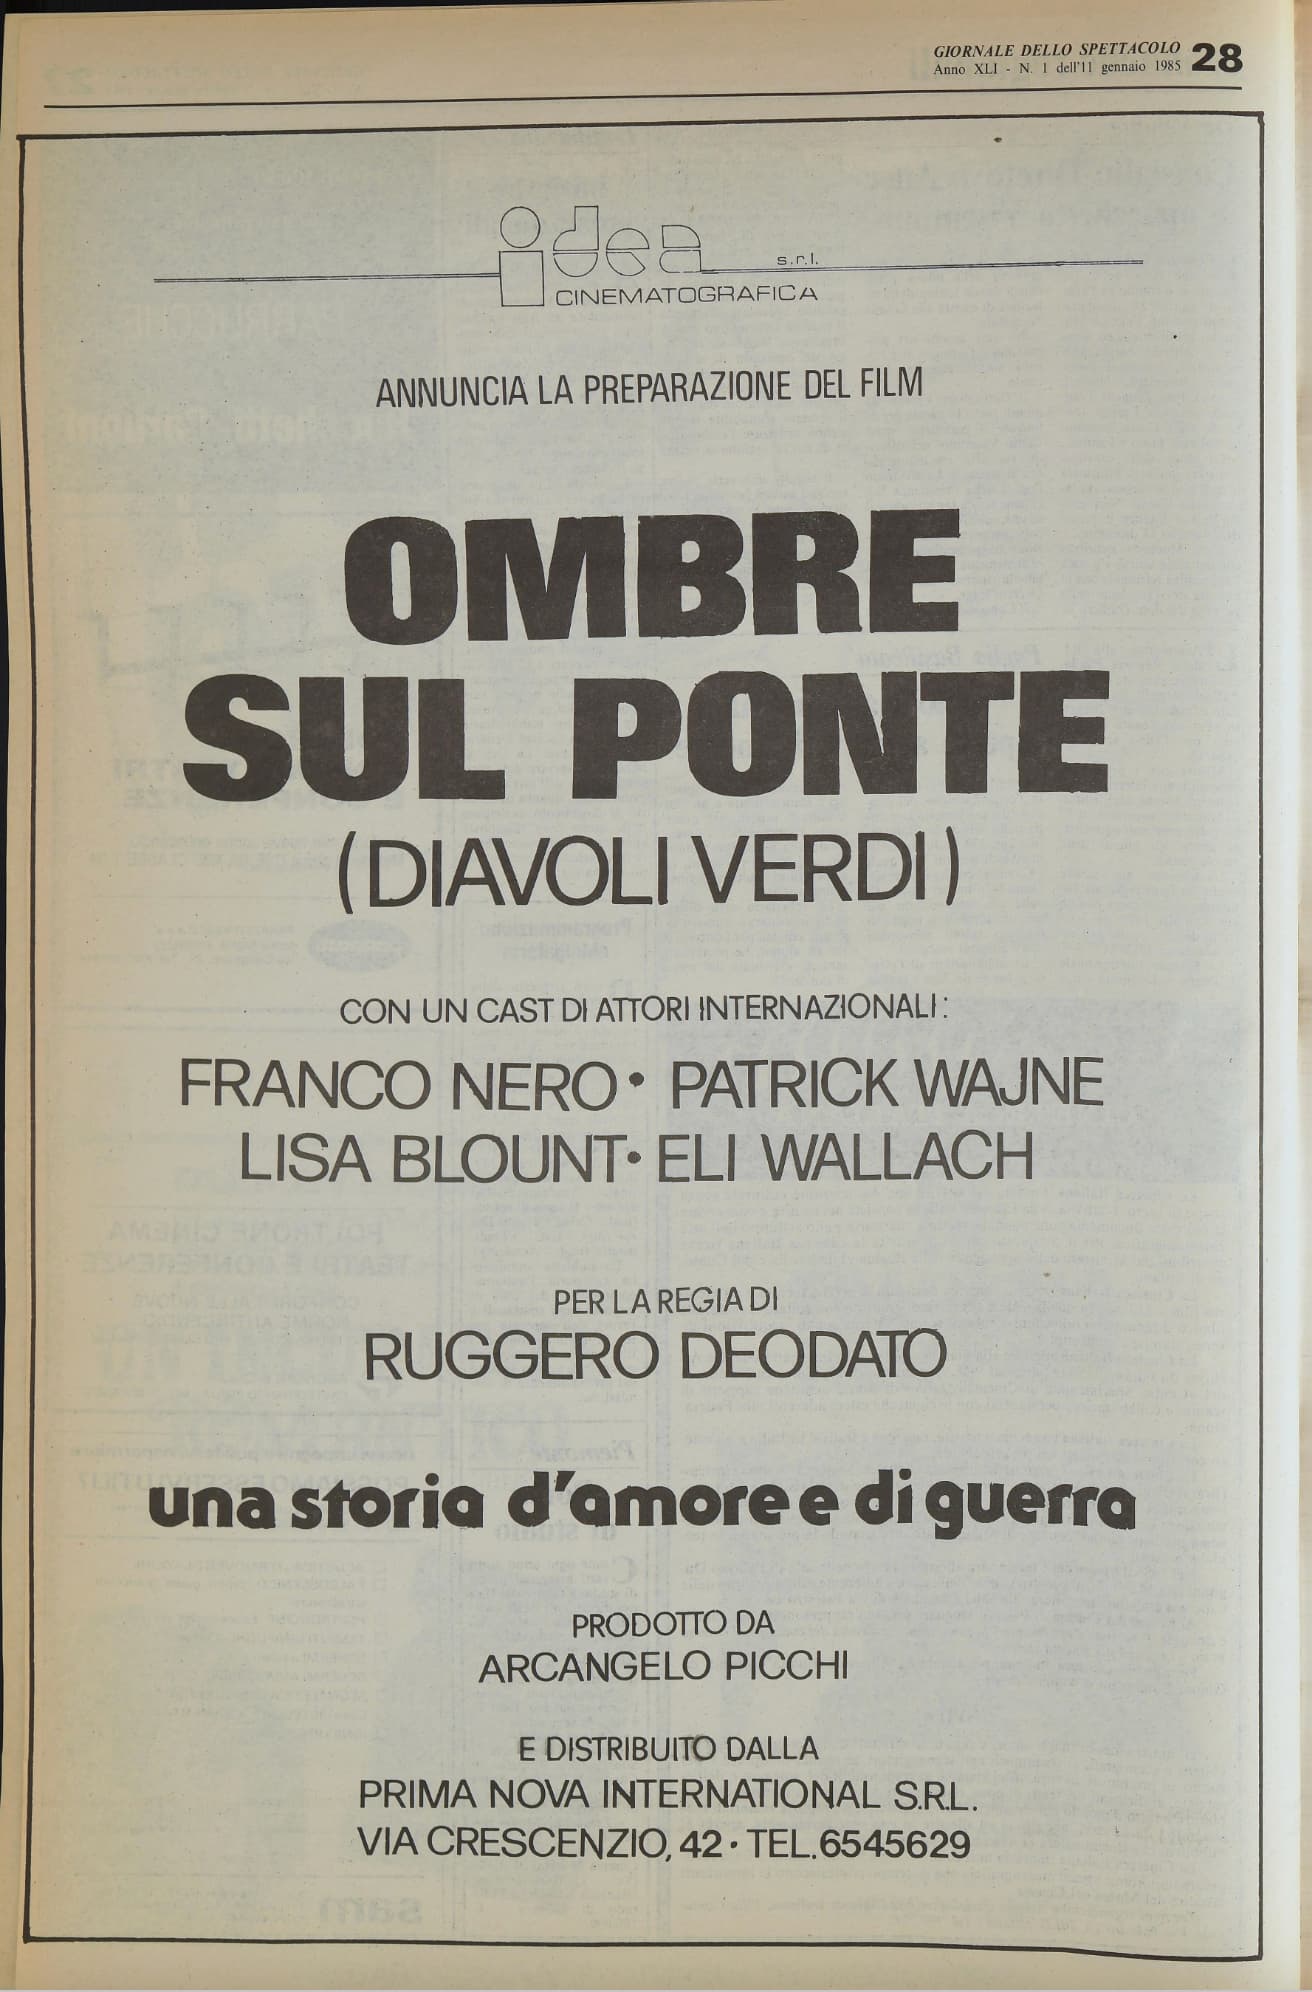 GIORNALE DELLO SPETTACOLO 28
Anno XLI - N. 1 dell'11 gennaio 1985
idea s.r.l.
CINEMATOGRAFICA
ANNUNCIA LA PREPARAZIONE DEL FILM
OMBRE
SUL PONTE
(DIAVOLI VERDI)
CON UN CAST DI ATTORI INTERNAZIONALI:
FRANCO NERO • PATRICK WAJNE
LISA BLOUNT • ELI WALLACH
PER LA REGIA DI
RUGGERO DEODATO
una storia d'amore e di guerra
PRODOTTO DA
ARCANGELO PICCHI
E DISTRIBUITO DALLA
PRIMA NOVA INTERNATIONAL S.R.L.
VIA CRESCENZIO, 42 • TEL. 6545629